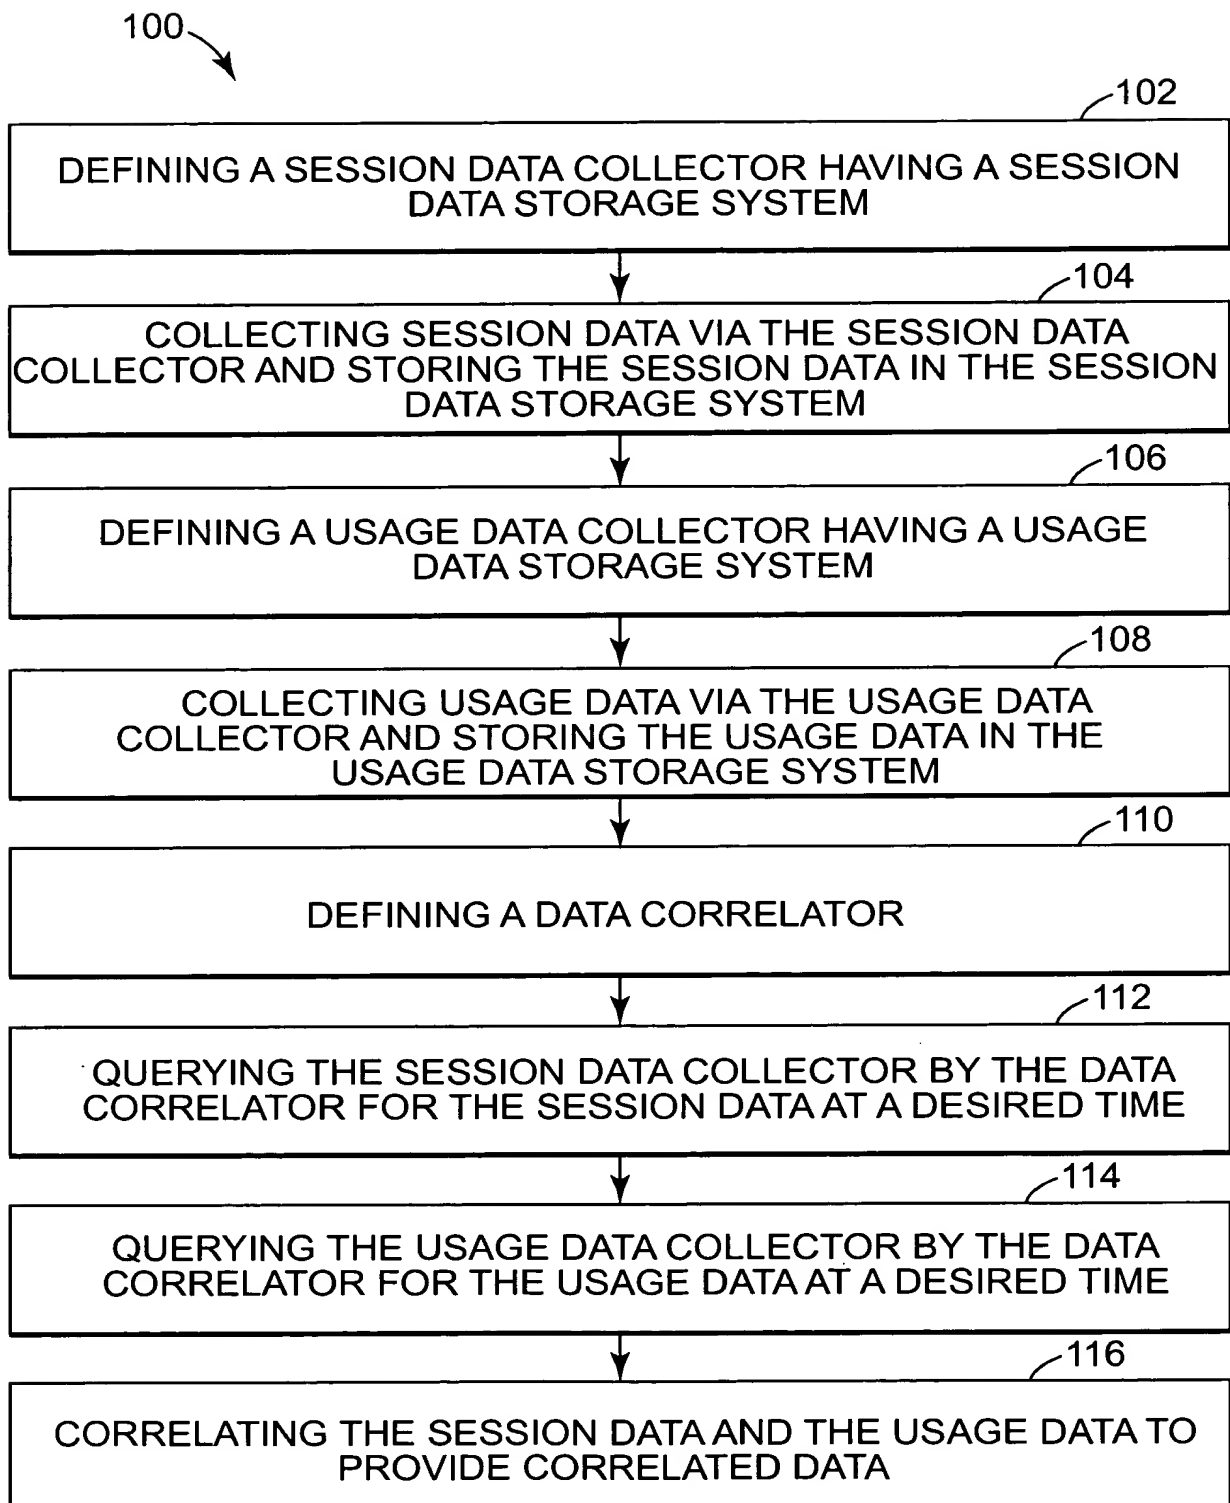 100
102
DEFINING A SESSION DATA COLLECTOR HAVING A SESSION
DATA STORAGE SYSTEM
104
COLLECTING SESSION DATA VIA THE SESSION DATA
COLLECTOR AND STORING THE SESSION DATA IN THE SESSION
DATA STORAGE SYSTEM
106
DEFINING A USAGE DATA COLLECTOR HAVING A USAGE
DATA STORAGE SYSTEM
108
COLLECTING USAGE DATA VIA THE USAGE DATA
COLLECTOR AND STORING THE USAGE DATA IN THE
USAGE DATA STORAGE SYSTEM
110
DEFINING A DATA CORRELATOR
112
QUERYING THE SESSION DATA COLLECTOR BY THE DATA
CORRELATOR FOR THE SESSION DATA AT A DESIRED TIME
114
QUERYING THE USAGE DATA COLLECTOR BY THE DATA
CORRELATOR FOR THE USAGE DATA AT A DESIRED TIME
116
CORRELATING THE SESSION DATA AND THE USAGE DATA TO
PROVIDE CORRELATED DATA